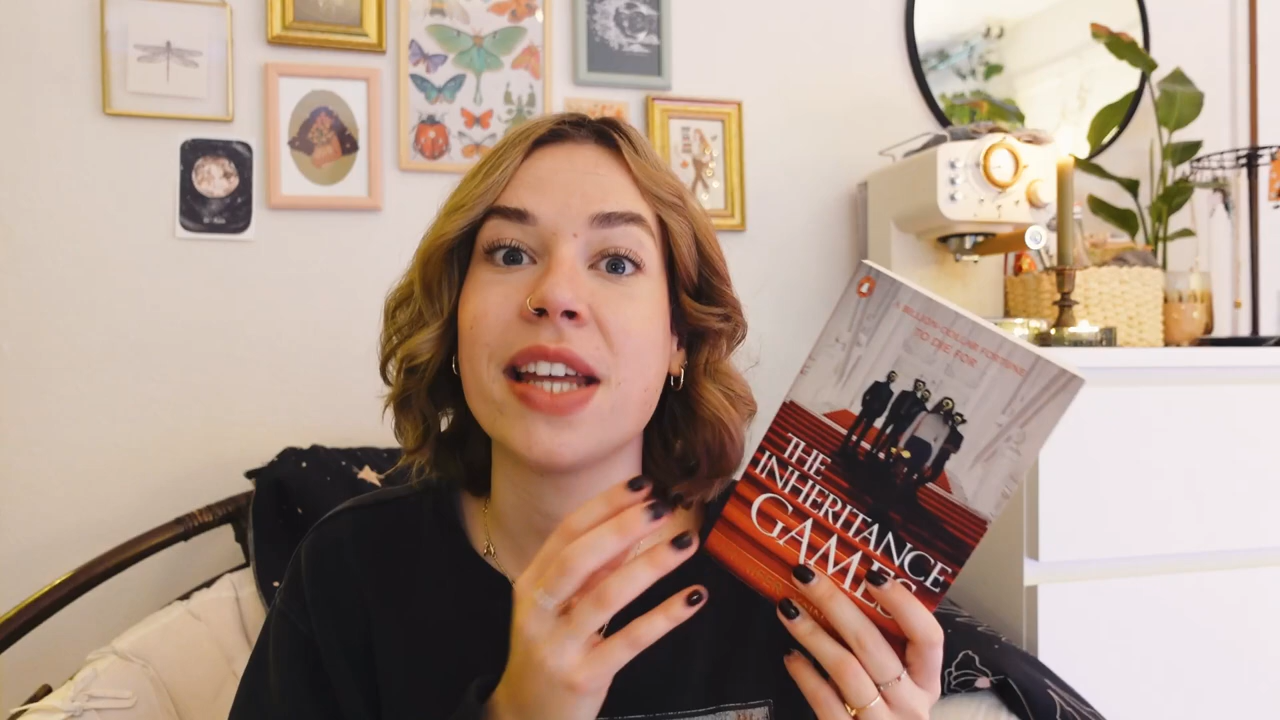 A BILLION-DOLLAR FORTUNE
TO DIE FOR
THE
INHERITANCE
GAMES